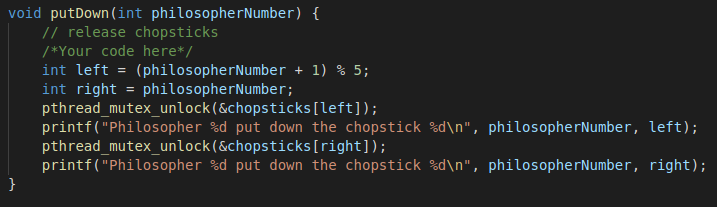 void putDown(int philosopherNumber) {
    // release chopsticks
    /*Your code here*/
    int left = (philosopherNumber + 1) % 5;
    int right = philosopherNumber;
    pthread_mutex_unlock(&chopsticks[left]);
    printf("Philosopher %d put down the chopstick %d\n", philosopherNumber, left);
    pthread_mutex_unlock(&chopsticks[right]);
    printf("Philosopher %d put down the chopstick %d\n", philosopherNumber, right);
}